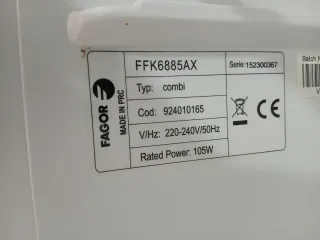 FAGOR
MADE IN PRC
FFK6885AX
Serie: 152300367
Typ: combi
Cod: 924010165
V/Hz: 220-240V/50Hz
Rated Power: 105W
CE
Batch